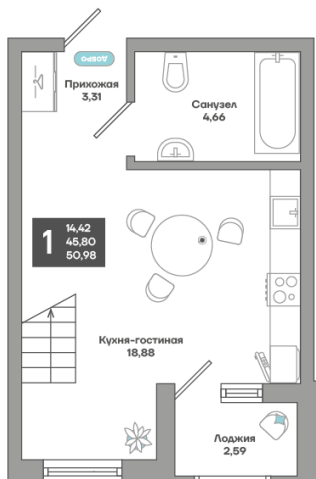 ДОБРО
Прихожая
3,31
Санузел
4,66
1
14,42
45,80
50,98
Кухня-гостиная
18,88
Лоджия
2,59